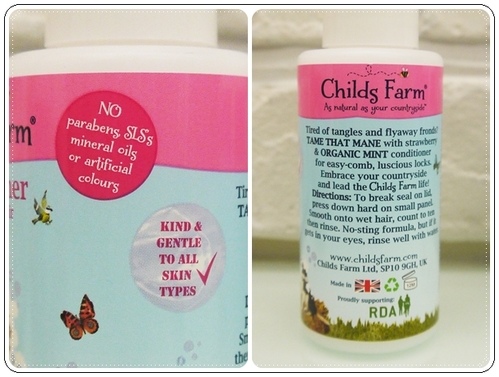 arm®
NO
parabens, SLS's
mineral oils
or artificial
colours
KIND &
GENTLE
TO ALL
SKIN
TYPES
Childs Farm®
As natural as your countryside™
Tired of tangles and flyaway fronds?
TAME THAT MANE with strawberry
& ORGANIC MINT conditioner
for easy-comb, luscious locks.
Embrace your countryside
and lead the Childs Farm life!
Directions: To break seal on lid,
press down hard on small panel.
Smooth onto wet hair, count to ten
then rinse. No-sting formula, but if it
gets in your eyes, rinse well with
www.childsfarm.com
Childs Farm Ltd, SP10 9GH, UK
Made in
Proudly supporting:
RDA